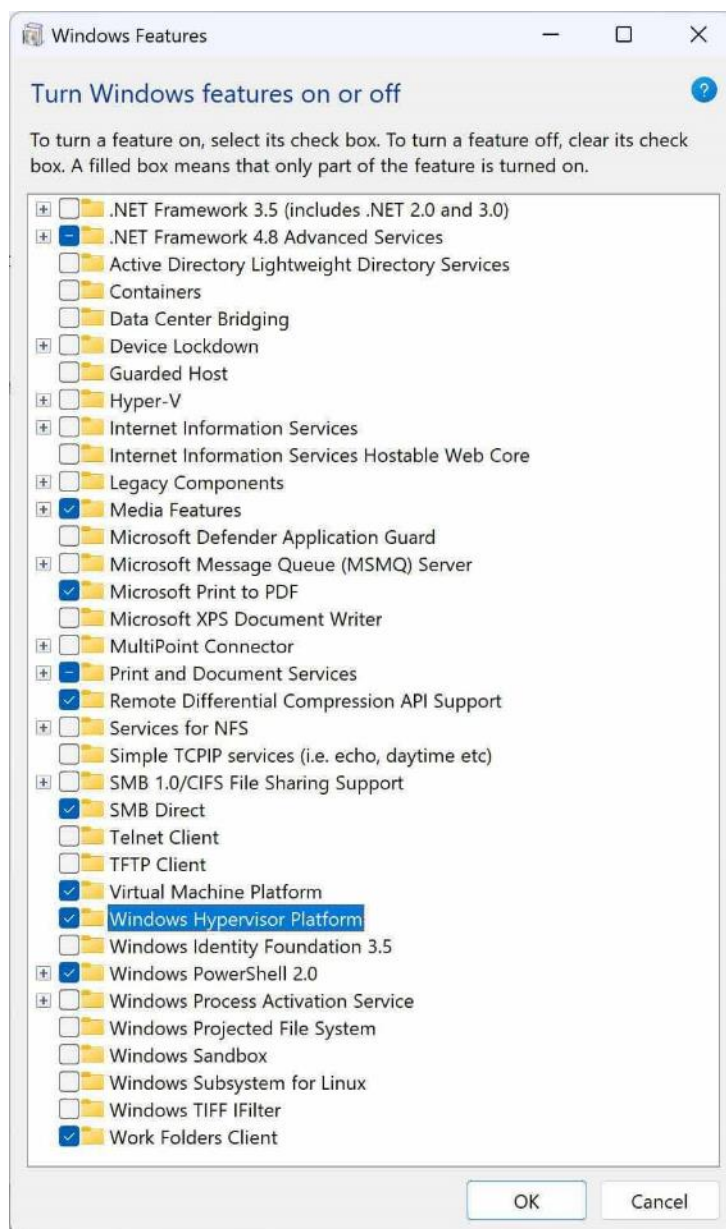 Windows Features
Turn Windows features on or off
To turn a feature on, select its check box. To turn a feature off, clear its check
box. A filled box means that only part of the feature is turned on.
.NET Framework 3.5 (includes .NET 2.0 and 3.0)
.NET Framework 4.8 Advanced Services
Active Directory Lightweight Directory Services
Containers
Data Center Bridging
Device Lockdown
Guarded Host
Hyper-V
Internet Information Services
Internet Information Services Hostable Web Core
Legacy Components
Media Features
Microsoft Defender Application Guard
Microsoft Message Queue (MSMQ) Server
Microsoft Print to PDF
Microsoft XPS Document Writer
MultiPoint Connector
Print and Document Services
Remote Differential Compression API Support
Services for NFS
Simple TCPIP services (i.e. echo, daytime etc)
SMB 1.0/CIFS File Sharing Support
SMB Direct
Telnet Client
TFTP Client
Virtual Machine Platform
Windows Hypervisor Platform
Windows Identity Foundation 3.5
Windows PowerShell 2.0
Windows Process Activation Service
Windows Projected File System
Windows Sandbox
Windows Subsystem for Linux
Windows TIFF IFilter
Work Folders Client
OK Cancel